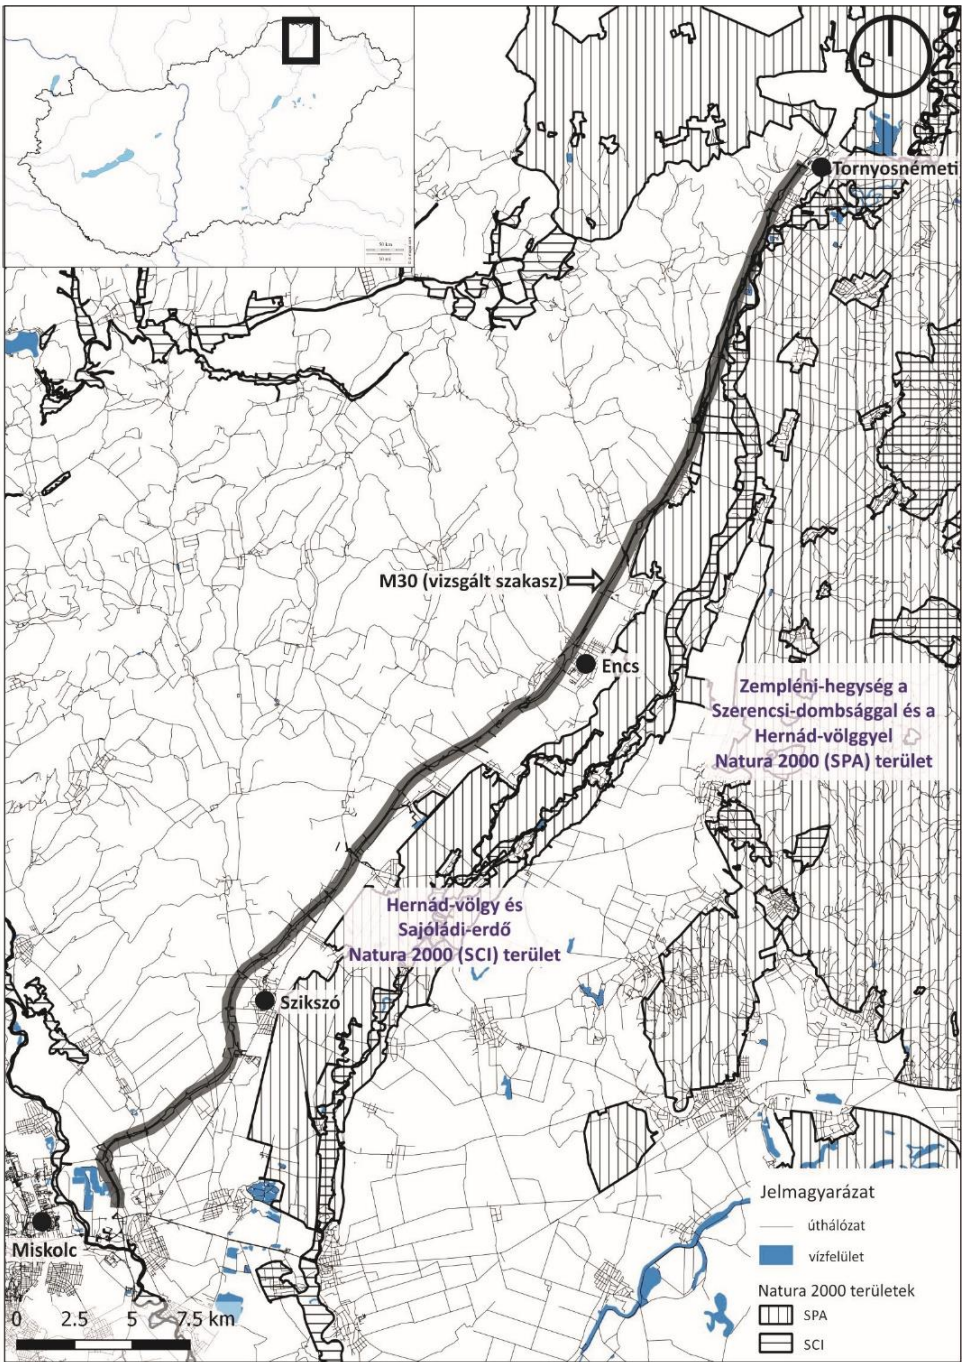 Tornyosnémeti
M30 (vizsgált szakasz)
Encs
Zempléni-hegység a
Szerencsi-dombsággal és a
Hernád-völggyel
Natura 2000 (SPA) terület
Hernád-völgy és
Sajóládi-erdő
Natura 2000 (SCI) terület
Szikszó
Miskolc
0 2.5 5 7.5 km
Jelmagyarázat
úthálózat
vízfelület
Natura 2000 területek
SPA
SCI